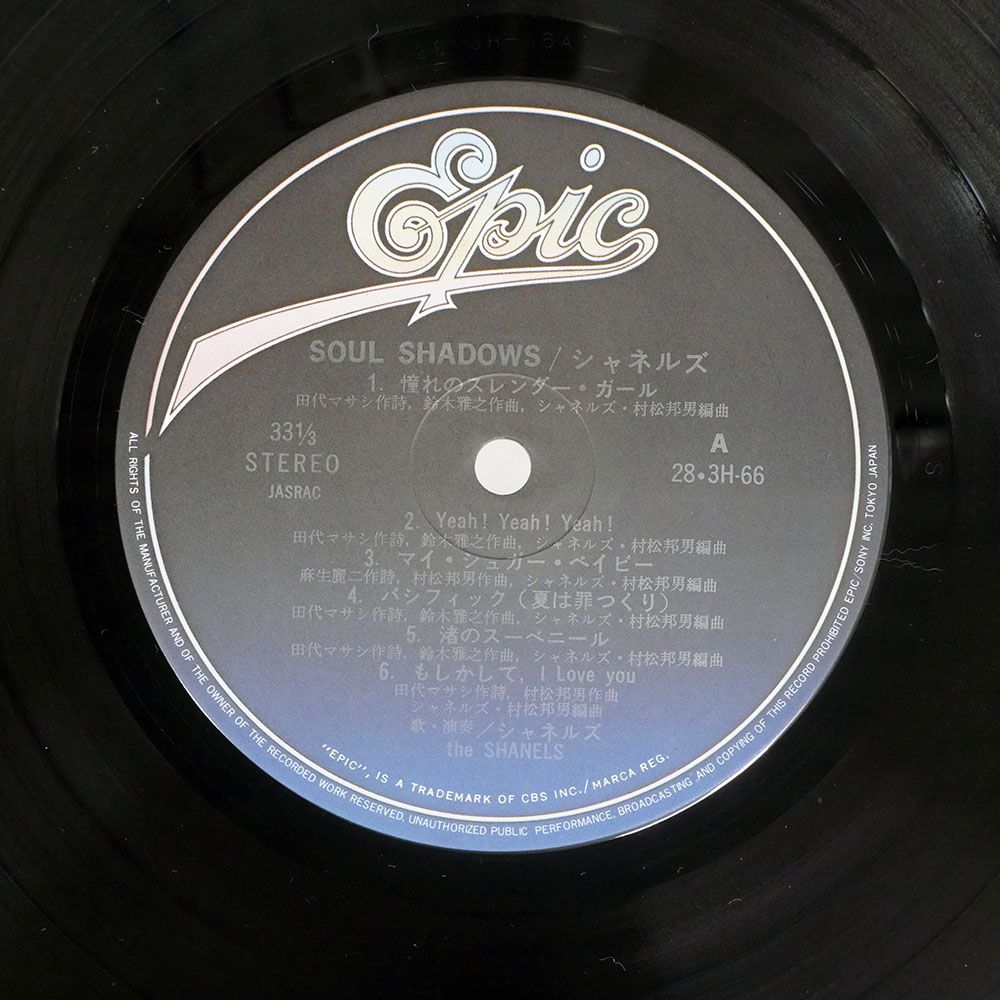 28 3H-66A
Epic
SOUL SHADOWS / シャネルズ
1. 憧れのスレンダー・ガール
田代マサシ作詩, 鈴木雅之作曲, シャネルズ・村松邦男編曲
33⅓
STEREO
JASRAC
A
28・3H-66
2. Yeah! Yeah! Yeah!
田代マサシ作詩, 鈴木雅之作曲, シャネルズ・村松邦男編曲
3. マイ・シュガー・ベイビー
麻生麗二作詩, 村松邦男作曲, シャネルズ・村松邦男編曲
4. パシフィック (夏は罪つくり)
田代マサシ作詩, 鈴木雅之作曲, シャネルズ・村松邦男編曲
5. 渚のスーベニール
田代マサシ作詩, 鈴木雅之作曲, シャネルズ・村松邦男編曲
6. もしかして, I Love you
田代マサシ作詩, 村松邦男作曲
シャネルズ・村松邦男編曲
歌・演奏/シャネルズ
the SHANELS
"EPIC", IS A TRADEMARK OF CBS INC./MARCA REG.
ALL RIGHTS OF THE MANUFACTURER AND OF THE OWNER OF THE RECORDED WORK RESERVED, UNAUTHORIZED PUBLIC PERFORMANCE, BROADCASTING AND COPYING OF THIS RECORD PROHIBITED EPIC/SONY INC. TOKYO JAPAN
S